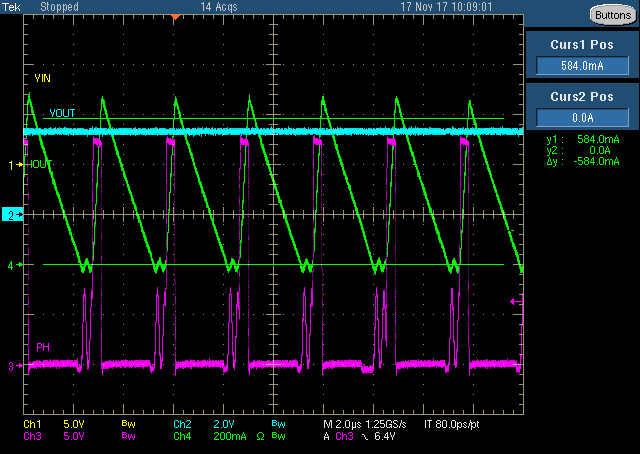 Tek Stopped 14 Acqs 17 Nov 17 10:09:01
Buttons
Curs1 Pos
584.0mA
Curs2 Pos
0.0A
y1 : 584.0mA
y2 : 0.0A
Δy : -584.0mA
VIN
VOUT
1
IOUT
2
4
PH
3
Ch1 5.0V Bw Ch2 2.0V Bw M 2.0µs 1.25GS/s IT 80.0ps/pt
Ch3 5.0V Bw Ch4 200mA Ω Bw A Ch3 ↘ 6.4V